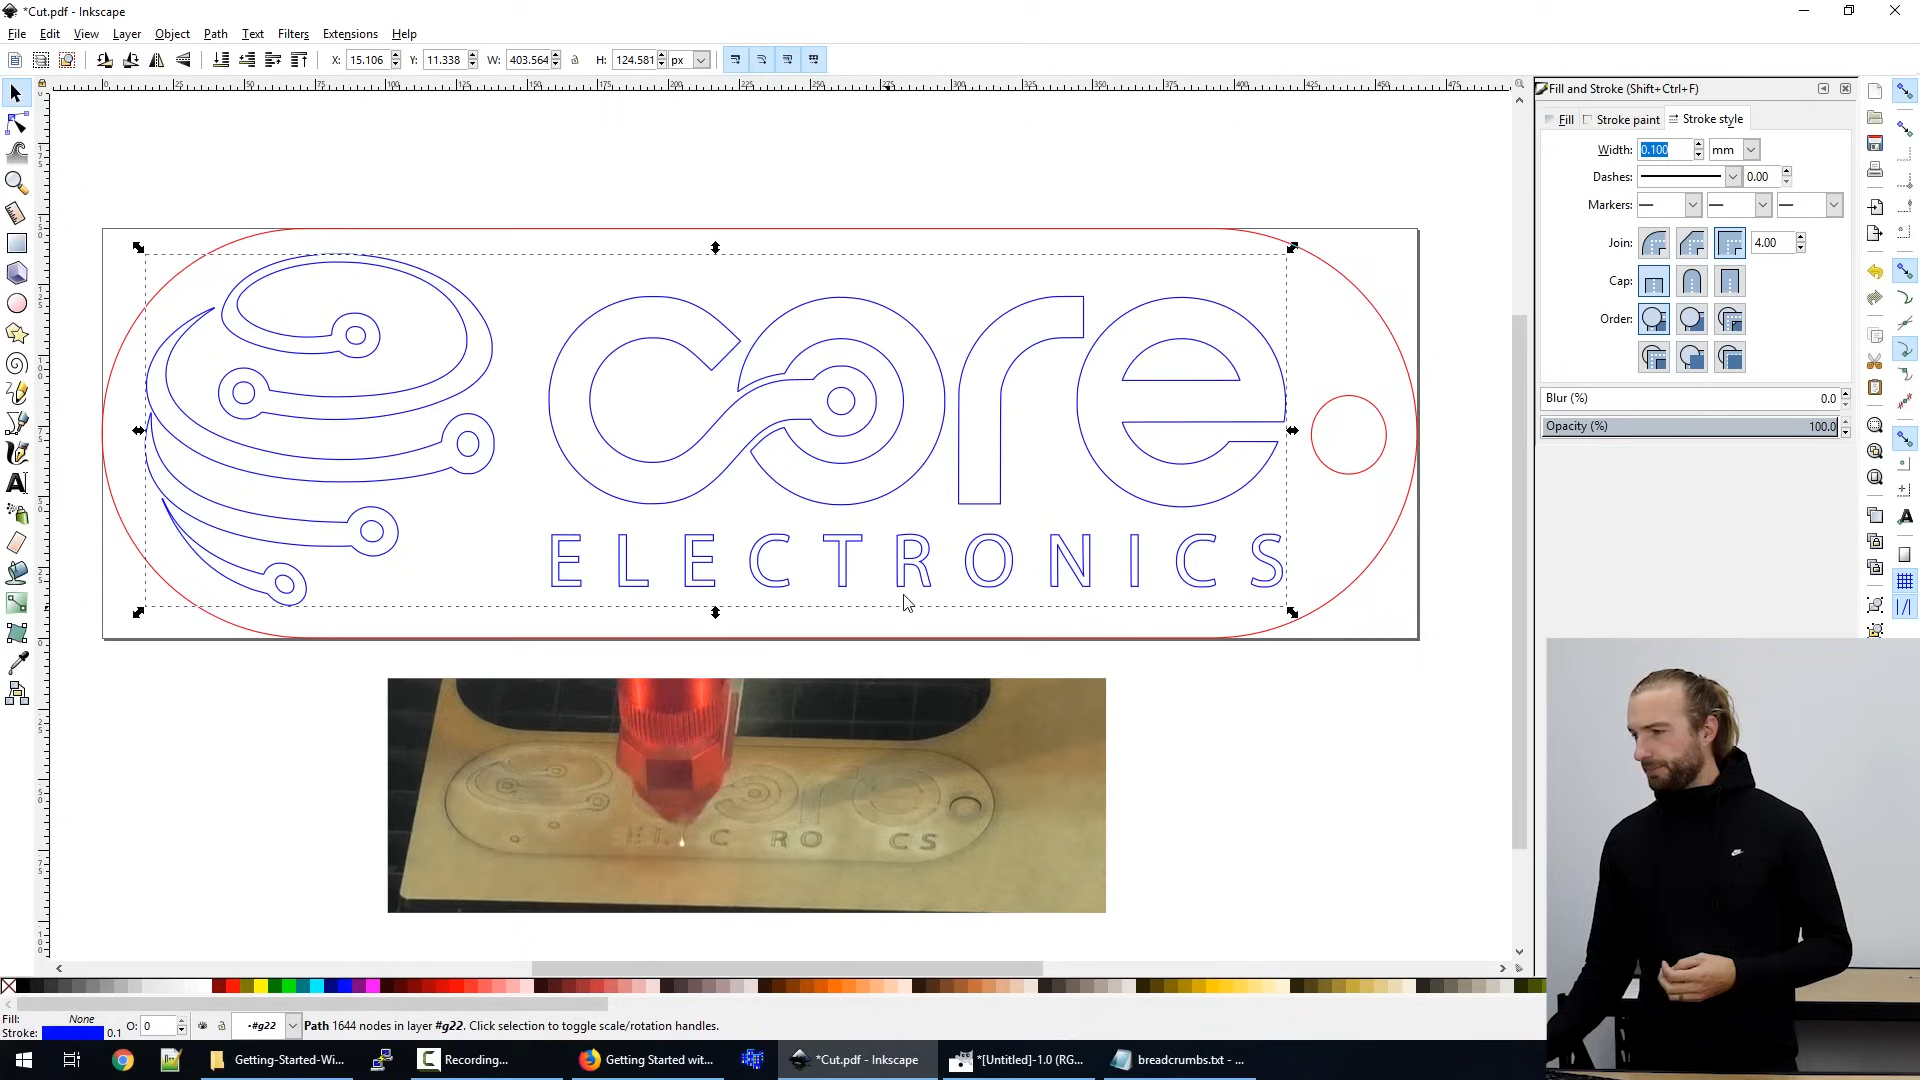 *Cut.pdf - Inkscape
File Edit View Layer Object Path Text Filters Extensions Help
X: 15.106 Y: 11.338 W: 403.564 H: 124.581 px
Fill and Stroke (Shift+Ctrl+F)
Fill Stroke paint Stroke style
Width: 0.100 mm
Dashes: 0.00
Markers:
Join: 4.00
Cap:
Order:
Blur (%) 0.0
Opacity (%) 100.0
core
ELECTRONICS
E L C RO CS
Fill: None
Stroke: 0.1
O: 0
-#g22
Path 1644 nodes in layer #g22. Click selection to toggle scale/rotation handles.
Getting-Started-Wi...
Recording...
Getting Started wit...
*Cut.pdf - Inkscape
*[Untitled]-1.0 (RG...
breadcrumbs.txt - ...